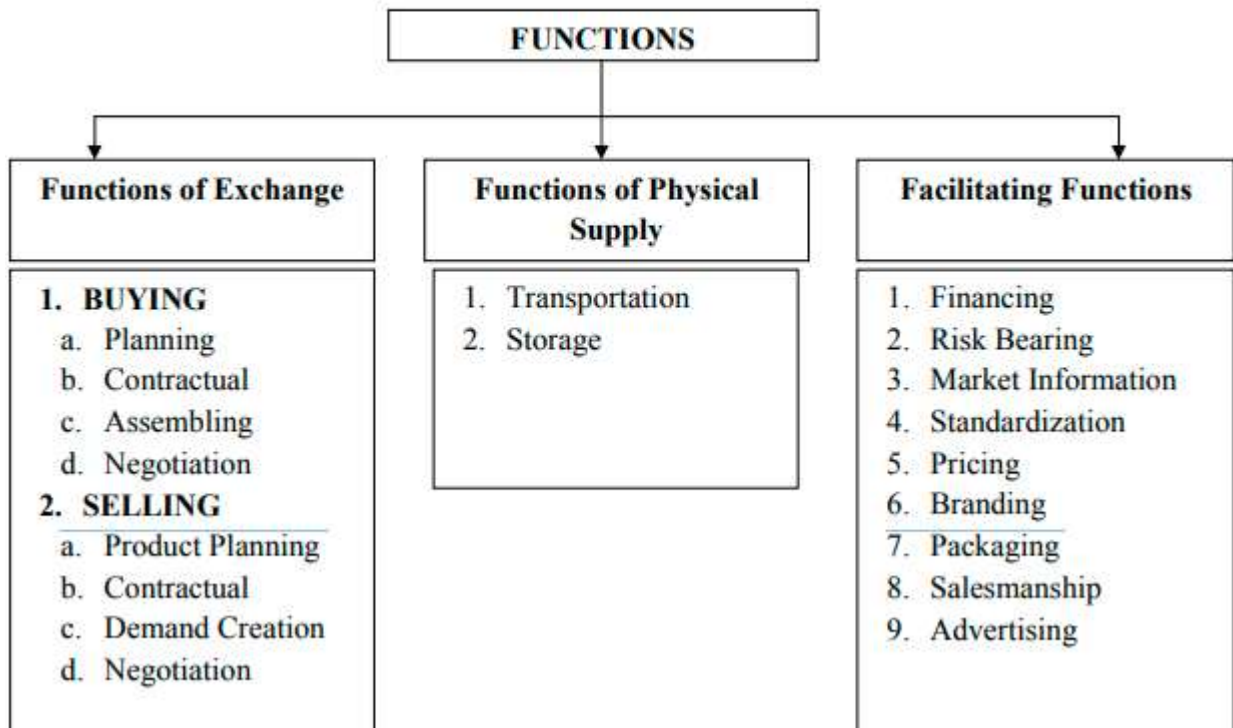 FUNCTIONS
Functions of Exchange
1. BUYING
a. Planning
b. Contractual
c. Assembling
d. Negotiation
2. SELLING
a. Product Planning
b. Contractual
c. Demand Creation
d. Negotiation
Functions of Physical
Supply
1. Transportation
2. Storage
Facilitating Functions
1. Financing
2. Risk Bearing
3. Market Information
4. Standardization
5. Pricing
6. Branding
7. Packaging
8. Salesmanship
9. Advertising